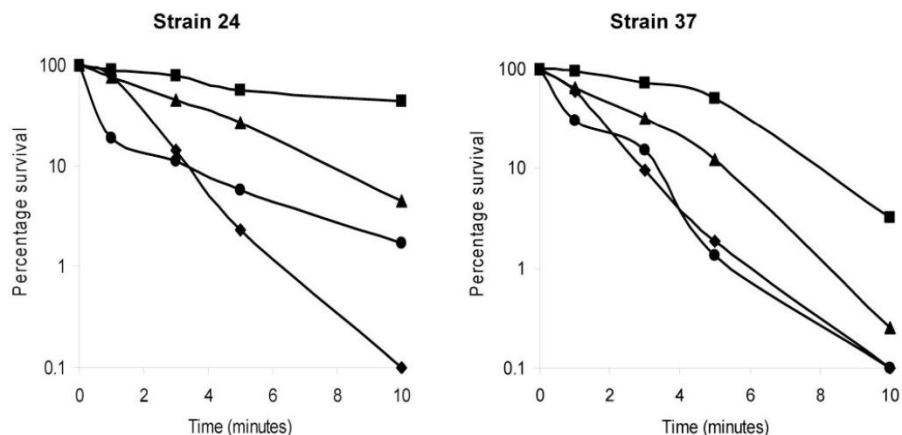 Strain 24
Percentage survival
100
10
1
0.1
0 2 4 6 8 10
Time (minutes)
Strain 37
Percentage survival
100
10
1
0.1
0 2 4 6 8 10
Time (minutes)